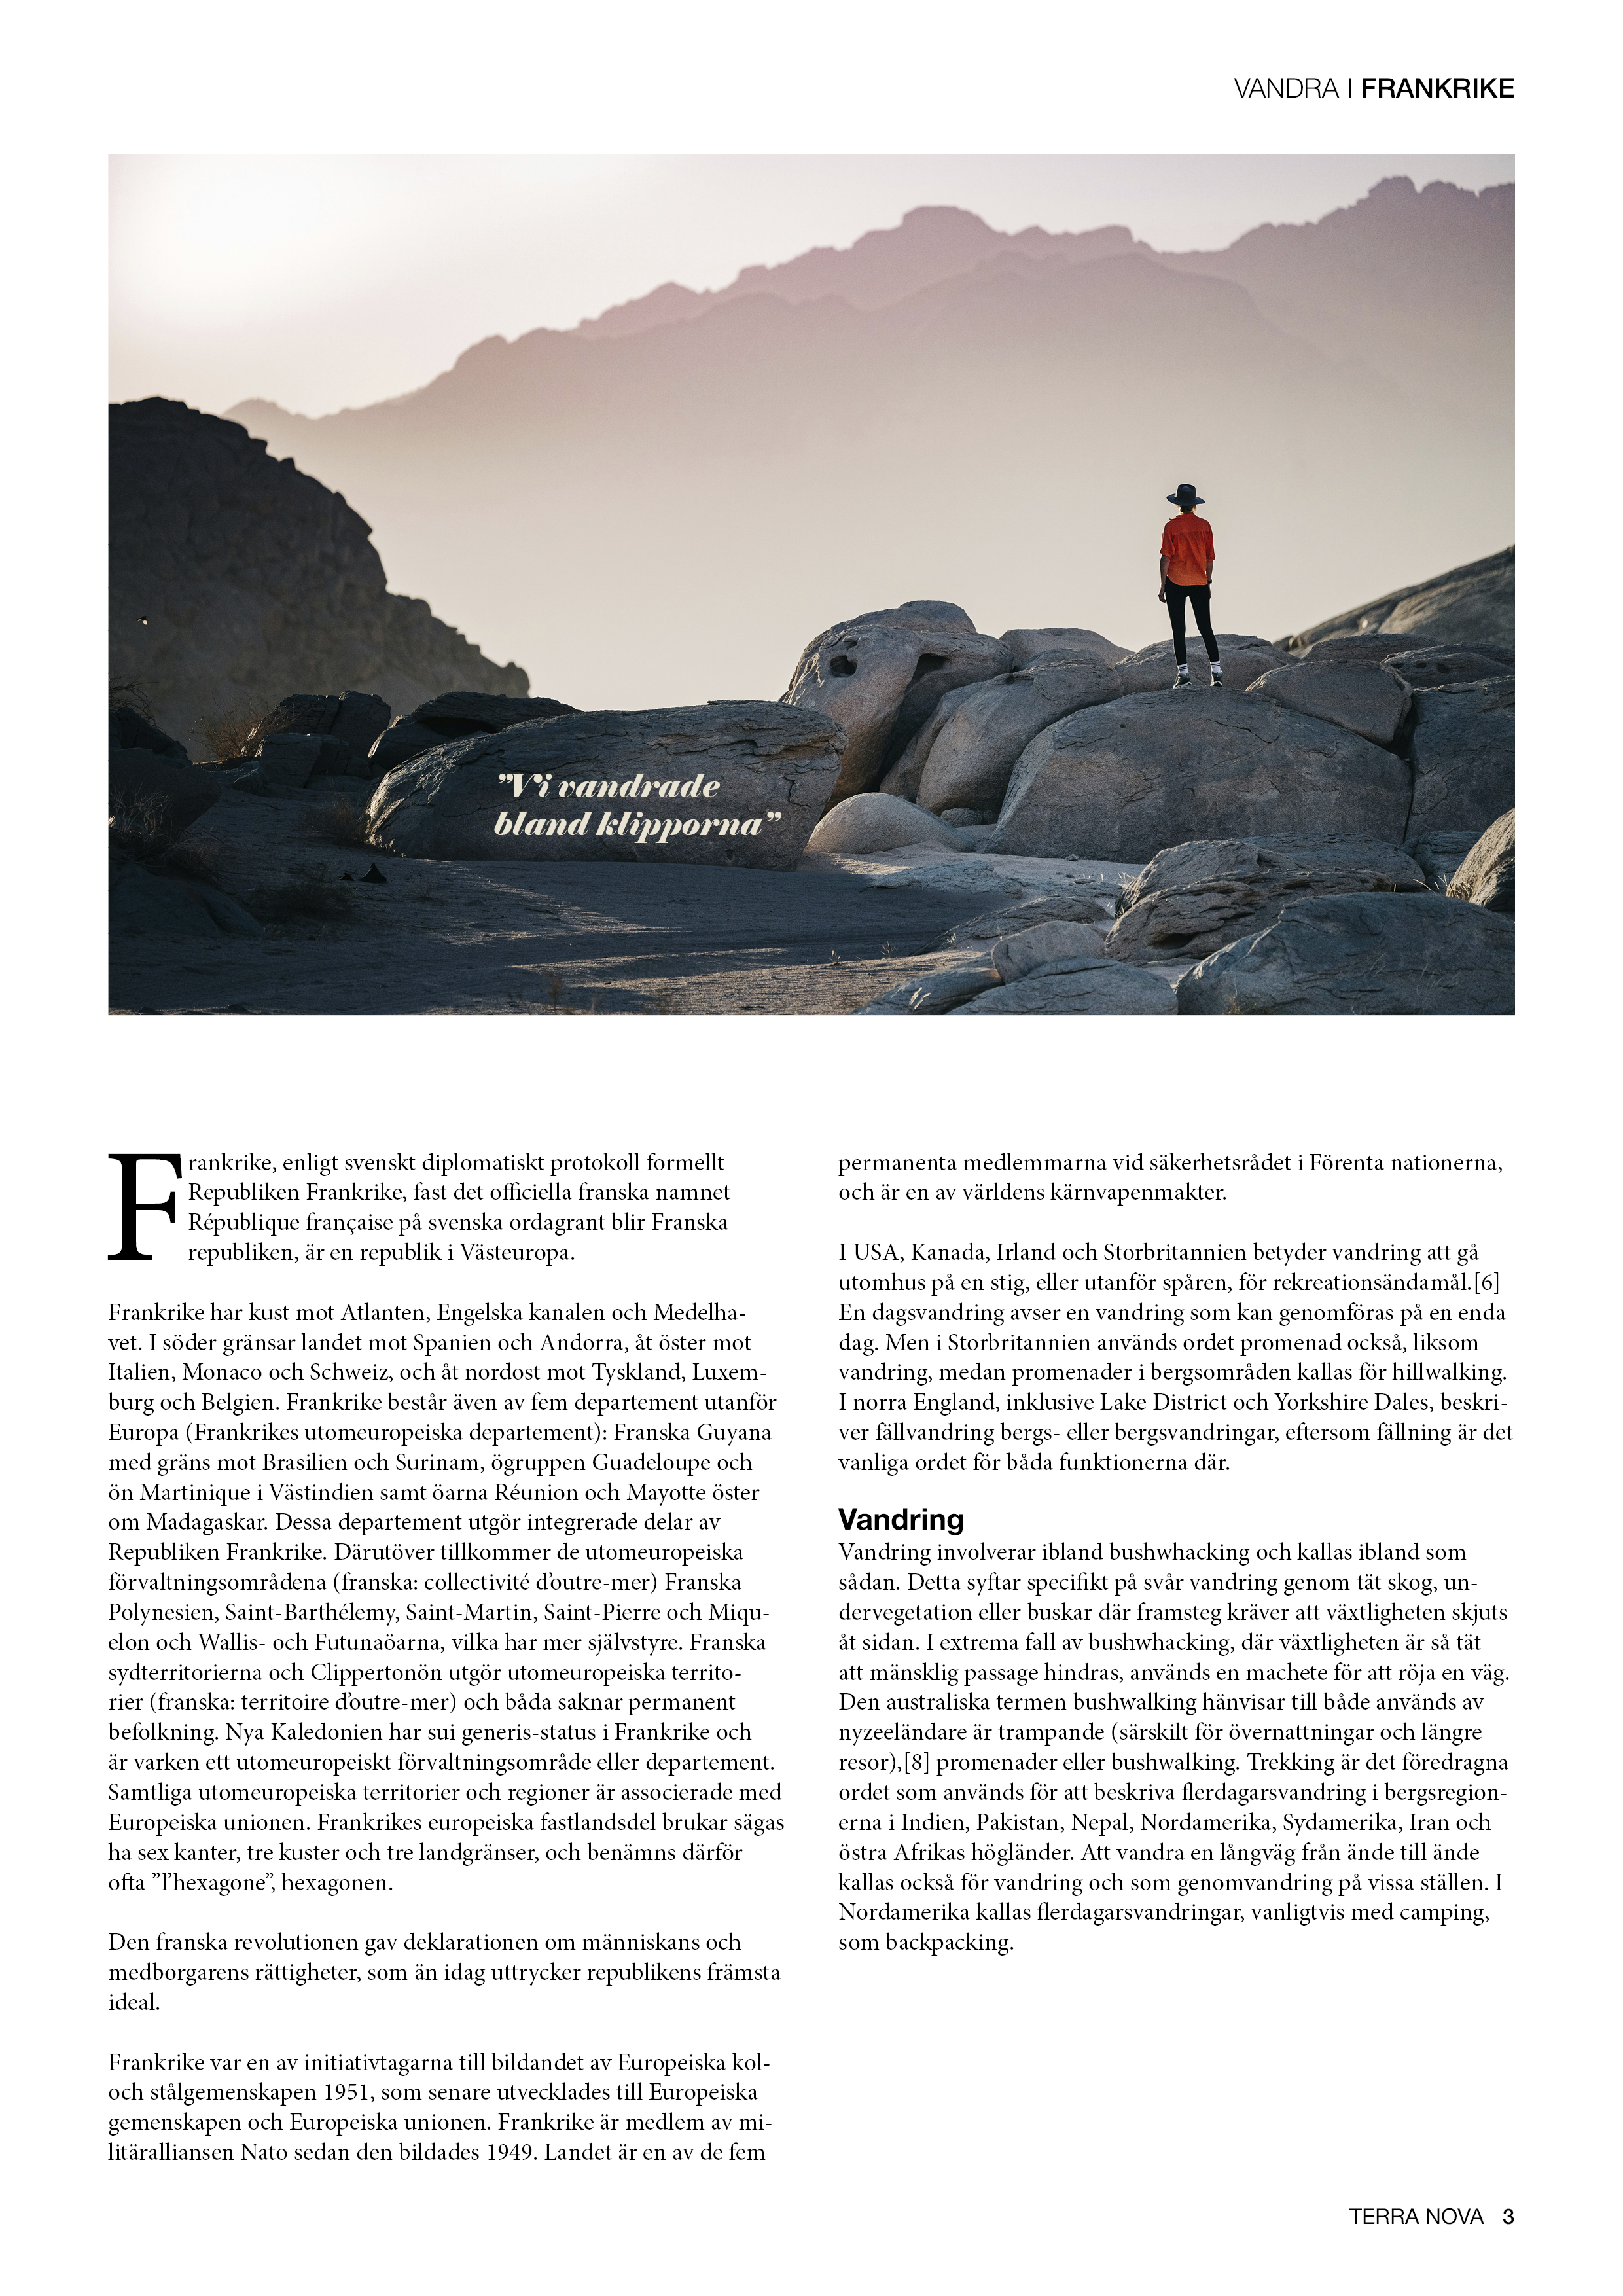 VANDRA I FRANKRIKE
”Vi vandrade
bland klipporna”
Frankrike, enligt svenskt diplomatiskt protokoll formellt
Republiken Frankrike, fast det officiella franska namnet
République française på svenska ordagrant blir Franska
republiken, är en republik i Västeuropa.
Frankrike har kust mot Atlanten, Engelska kanalen och Medelha-
vet. I söder gränsar landet mot Spanien och Andorra, åt öster mot
Italien, Monaco och Schweiz, och åt nordost mot Tyskland, Luxem-
burg och Belgien. Frankrike består även av fem departement utanför
Europa (Frankrikes utomeuropeiska departement): Franska Guyana
med gräns mot Brasilien och Surinam, ögruppen Guadeloupe och
ön Martinique i Västindien samt öarna Réunion och Mayotte öster
om Madagaskar. Dessa departement utgör integrerade delar av
Republiken Frankrike. Därutöver tillkommer de utomeuropeiska
förvaltningsområdena (franska: collectivité d’outre-mer) Franska
Polynesien, Saint-Barthélemy, Saint-Martin, Saint-Pierre och Miqu-
elon och Wallis- och Futunaöarna, vilka har mer självstyre. Franska
sydterritorierna och Clippertonön utgör utomeuropeiska territo-
rier (franska: territoire d’outre-mer) och båda saknar permanent
befolkning. Nya Kaledonien har sui generis-status i Frankrike och
är varken ett utomeuropeiskt förvaltningsområde eller departement.
Samtliga utomeuropeiska territorier och regioner är associerade med
Europeiska unionen. Frankrikes europeiska fastlandsdel brukar sägas
ha sex kanter, tre kuster och tre landgränser, och benämns därför
ofta ”l’hexagone”, hexagonen.
Den franska revolutionen gav deklarationen om människans och
medborgarens rättigheter, som än idag uttrycker republikens främsta
ideal.
Frankrike var en av initiativtagarna till bildandet av Europeiska kol-
och stålgemenskapen 1951, som senare utvecklades till Europeiska
gemenskapen och Europeiska unionen. Frankrike är medlem av mi-
litäralliansen Nato sedan den bildades 1949. Landet är en av de fem
permanenta medlemmarna vid säkerhetsrådet i Förenta nationerna,
och är en av världens kärnvapenmakter.
I USA, Kanada, Irland och Storbritannien betyder vandring att gå
utomhus på en stig, eller utanför spåren, för rekreationsändamål.[6]
En dagsvandring avser en vandring som kan genomföras på en enda
dag. Men i Storbritannien används ordet promenad också, liksom
vandring, medan promenader i bergsområden kallas för hillwalking.
I norra England, inklusive Lake District och Yorkshire Dales, beskri-
ver fällvandring bergs- eller bergsvandringar, eftersom fällning är det
vanliga ordet för båda funktionerna där.
Vandring
Vandring involverar ibland bushwhacking och kallas ibland som
sådan. Detta syftar specifikt på svår vandring genom tät skog, un-
dervegetation eller buskar där framsteg kräver att växtligheten skjuts
åt sidan. I extrema fall av bushwhacking, där växtligheten är så tät
att mänsklig passage hindras, används en machete för att röja en väg.
Den australiska termen bushwalking hänvisar till både används av
nyzeeländare är trampande (särskilt för övernattningar och längre
resor),[8] promenader eller bushwalking. Trekking är det föredragna
ordet som används för att beskriva flerdagarsvandring i bergsregion-
erna i Indien, Pakistan, Nepal, Nordamerika, Sydamerika, Iran och
östra Afrikas högländer. Att vandra en långväg från ände till ände
kallas också för vandring och som genomvandring på vissa ställen. I
Nordamerika kallas flerdagarsvandringar, vanligtvis med camping,
som backpacking.
TERRA NOVA 3